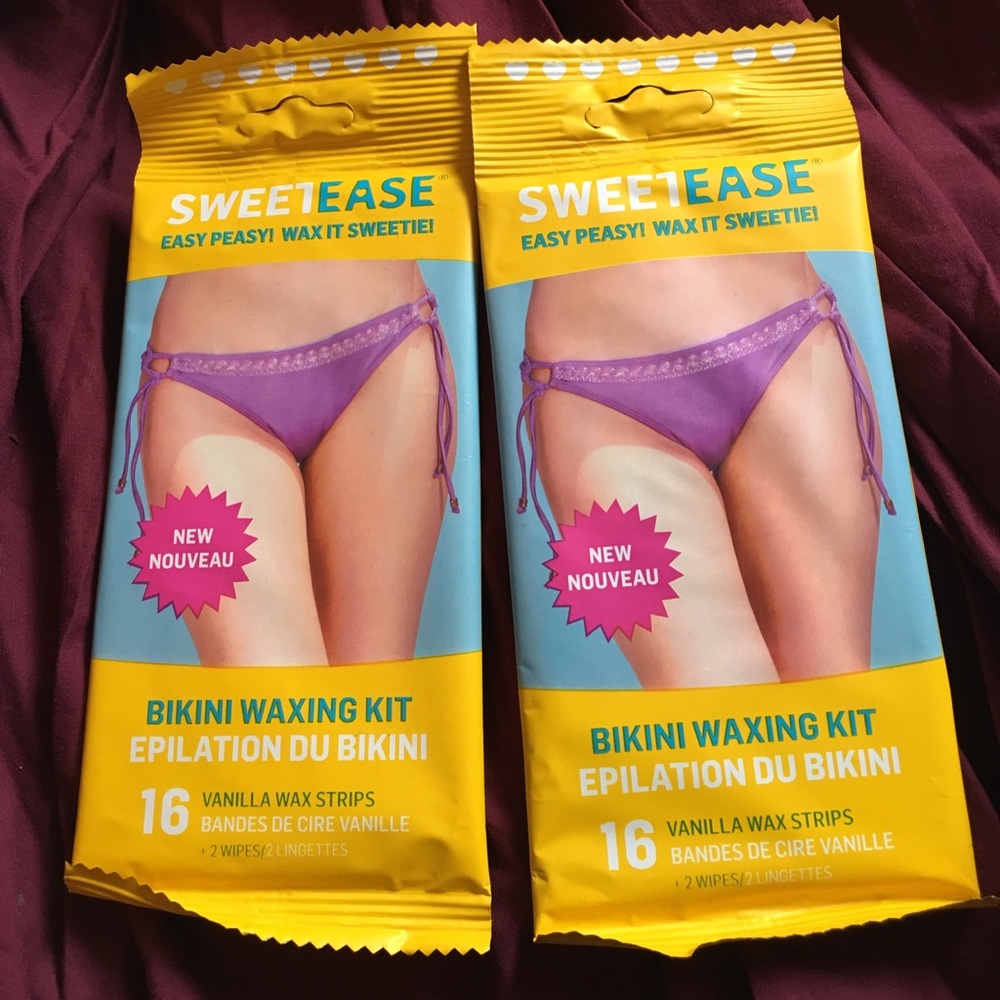 SWEETEASE®
EASY PEASY! WAX IT SWEETIE!
NEW
NOUVEAU
BIKINI WAXING KIT
EPILATION DU BIKINI
16 VANILLA WAX STRIPS
BANDES DE CIRE VANILLE
+ 2 WIPES/2 LINGETTES
SWEETEASE®
EASY PEASY! WAX IT SWEETIE!
NEW
NOUVEAU
BIKINI WAXING KIT
EPILATION DU BIKINI
16 VANILLA WAX STRIPS
BANDES DE CIRE VANILLE
+ 2 WIPES/2 LINGETTES